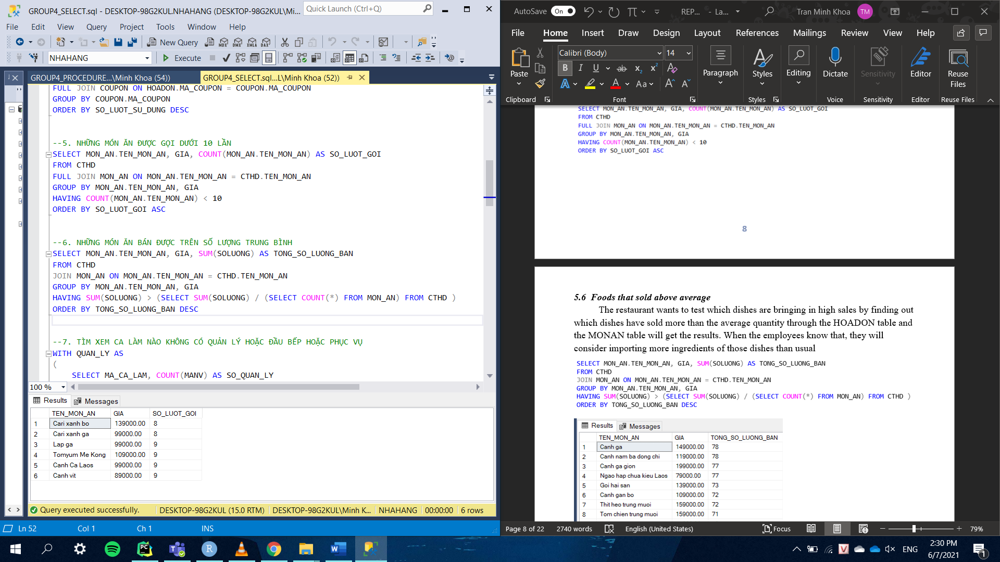 GROUP4_SELECT.sql - DESKTOP-98G2KUL.NHAHANG (DESKTOP-98G2KUL\Mi...
Quick Launch (Ctrl+Q)
File Edit View Query Project Tools Window Help
New Query
MDX DMX XMLA DAX
NHAHANG
Execute
GROUP4_PROCEDURE...\Minh Khoa (54))
GROUP4_SELECT.sql...L\Minh Khoa (52))
FULL JOIN COUPON ON HOADON.MA_COUPON = COUPON.MA_COUPON
GROUP BY COUPON.MA_COUPON
ORDER BY SO_LUOT_SU_DUNG DESC
--5. NHỮNG MÓN ĂN ĐƯỢC GỌI DƯỚI 10 LẦN
SELECT MON_AN.TEN_MON_AN, GIA, COUNT(MON_AN.TEN_MON_AN) AS SO_LUOT_GOI
FROM CTHD
FULL JOIN MON_AN ON MON_AN.TEN_MON_AN = CTHD.TEN_MON_AN
GROUP BY MON_AN.TEN_MON_AN, GIA
HAVING COUNT(MON_AN.TEN_MON_AN) < 10
ORDER BY SO_LUOT_GOI ASC
--6. NHỮNG MÓN ĂN BÁN ĐƯỢC TRÊN SỐ LƯỢNG TRUNG BÌNH
SELECT MON_AN.TEN_MON_AN, GIA, SUM(SOLUONG) AS TONG_SO_LUONG_BAN
FROM CTHD
JOIN MON_AN ON MON_AN.TEN_MON_AN = CTHD.TEN_MON_AN
GROUP BY MON_AN.TEN_MON_AN, GIA
HAVING SUM(SOLUONG) > (SELECT SUM(SOLUONG) / (SELECT COUNT(*) FROM MON_AN) FROM CTHD )
ORDER BY TONG_SO_LUONG_BAN DESC
--7. TÌM XEM CA LÀM NÀO KHÔNG CÓ QUẢN LÝ HOẶC ĐẦU BẾP HOẶC PHỤC VỤ
WITH QUAN_LY AS
(
SELECT MA_CA_LAM, COUNT(MANV) AS SO_QUAN_LY
100 %
Results Messages
TEN_MON_AN GIA SO_LUOT_GOI
1 Cari xanh bo 139000.00 8
2 Cari xanh ga 99000.00 8
3 Lap ga 99000.00 9
4 Tomyum Me Kong 109000.00 9
5 Canh Ca Laos 99000.00 9
6 Canh vit 89000.00 9
Query executed successfully. DESKTOP-98G2KUL (15.0 RTM) DESKTOP-98G2KUL\Minh K... NHAHANG 00:00:00 6 rows
Ln 52 Col 1 Ch 1 INS
AutoSave On REP... - La... Tran Minh Khoa TM
File Home Insert Draw Design Layout References Mailings Review View Help
Paste
Calibri (Body) 14
B I U ab x2 x2 A
A A Aa A A
Paragraph
Styles
Editing
Dictate
Sensitivity
Editor
Reuse Files
Clipboard Font Styles Voice Sensitivity Editor Reuse Files
SELECT MON_AN.TEN_MON_AN, GIA, COUNT(MON_AN.TEN_MON_AN) AS SO_LUOT_GOI
FROM CTHD
FULL JOIN MON_AN ON MON_AN.TEN_MON_AN = CTHD.TEN_MON_AN
GROUP BY MON_AN.TEN_MON_AN, GIA
HAVING COUNT(MON_AN.TEN_MON_AN) < 10
ORDER BY SO_LUOT_GOI ASC
8
5.6 Foods that sold above average
The restaurant wants to test which dishes are bringing in high sales by finding out
which dishes have sold more than the average quantity through the HOADON table and
the MONAN table will get the results. When the employees know that, they will
consider importing more ingredients of those dishes than usual
SELECT MON_AN.TEN_MON_AN, GIA, SUM(SOLUONG) AS TONG_SO_LUONG_BAN
FROM CTHD
JOIN MON_AN ON MON_AN.TEN_MON_AN = CTHD.TEN_MON_AN
GROUP BY MON_AN.TEN_MON_AN, GIA
HAVING SUM(SOLUONG) > (SELECT SUM(SOLUONG) / (SELECT COUNT(*) FROM MON_AN) FROM CTHD )
ORDER BY TONG_SO_LUONG_BAN DESC
Results Messages
TEN_MON_AN GIA TONG_SO_LUONG_BAN
1 Canh ga 149000.00 78
2 Canh nam ba dong chi 119000.00 78
3 Canh ga gion 199000.00 77
4 Ngao hap chua kieu Laos 79000.00 77
5 Goi hai san 139000.00 73
6 Canh gan bo 109000.00 72
7 Thit heo trung muoi 159000.00 72
8 Tom chien trung muoi 159000.00 71
Page 8 of 22 2740 words English (United States) Focus 79%
ENG
2:30 PM
6/7/2021
1